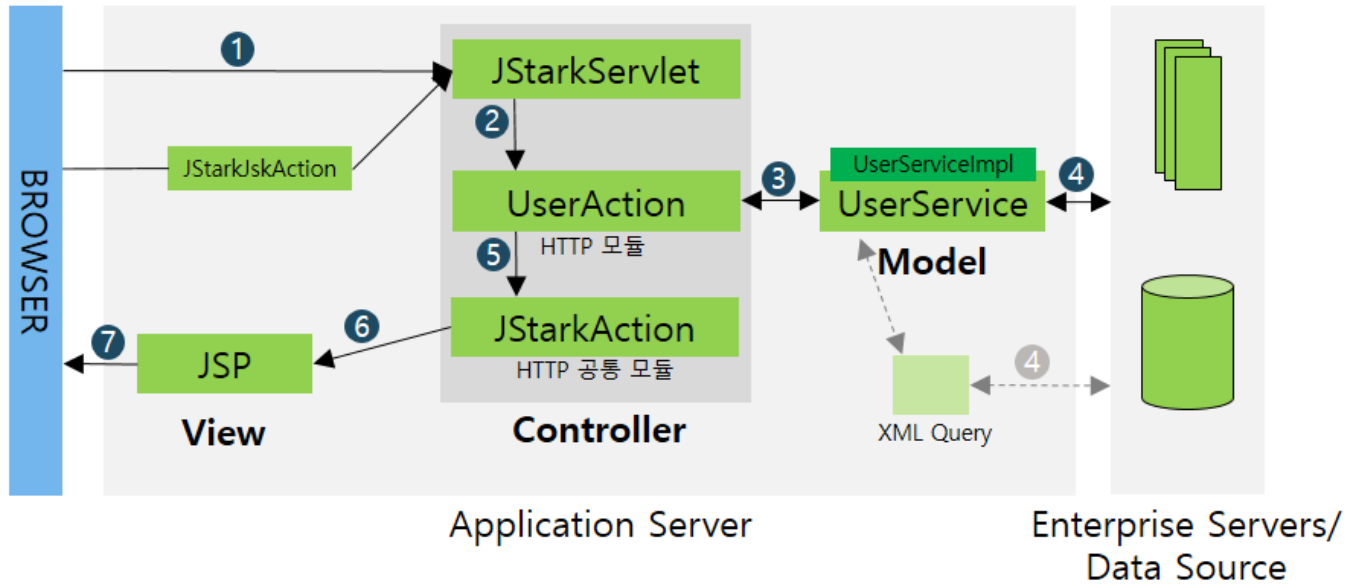 BROWSER
1
JStarkServlet
2
JStarkJskAction
UserAction
HTTP 모듈
3
UserServiceImpl
UserService
4
Model
5
JStarkAction
HTTP 공통 모듈
6
7
JSP
View
Controller
4
XML Query
Application Server
Enterprise Servers/
Data Source